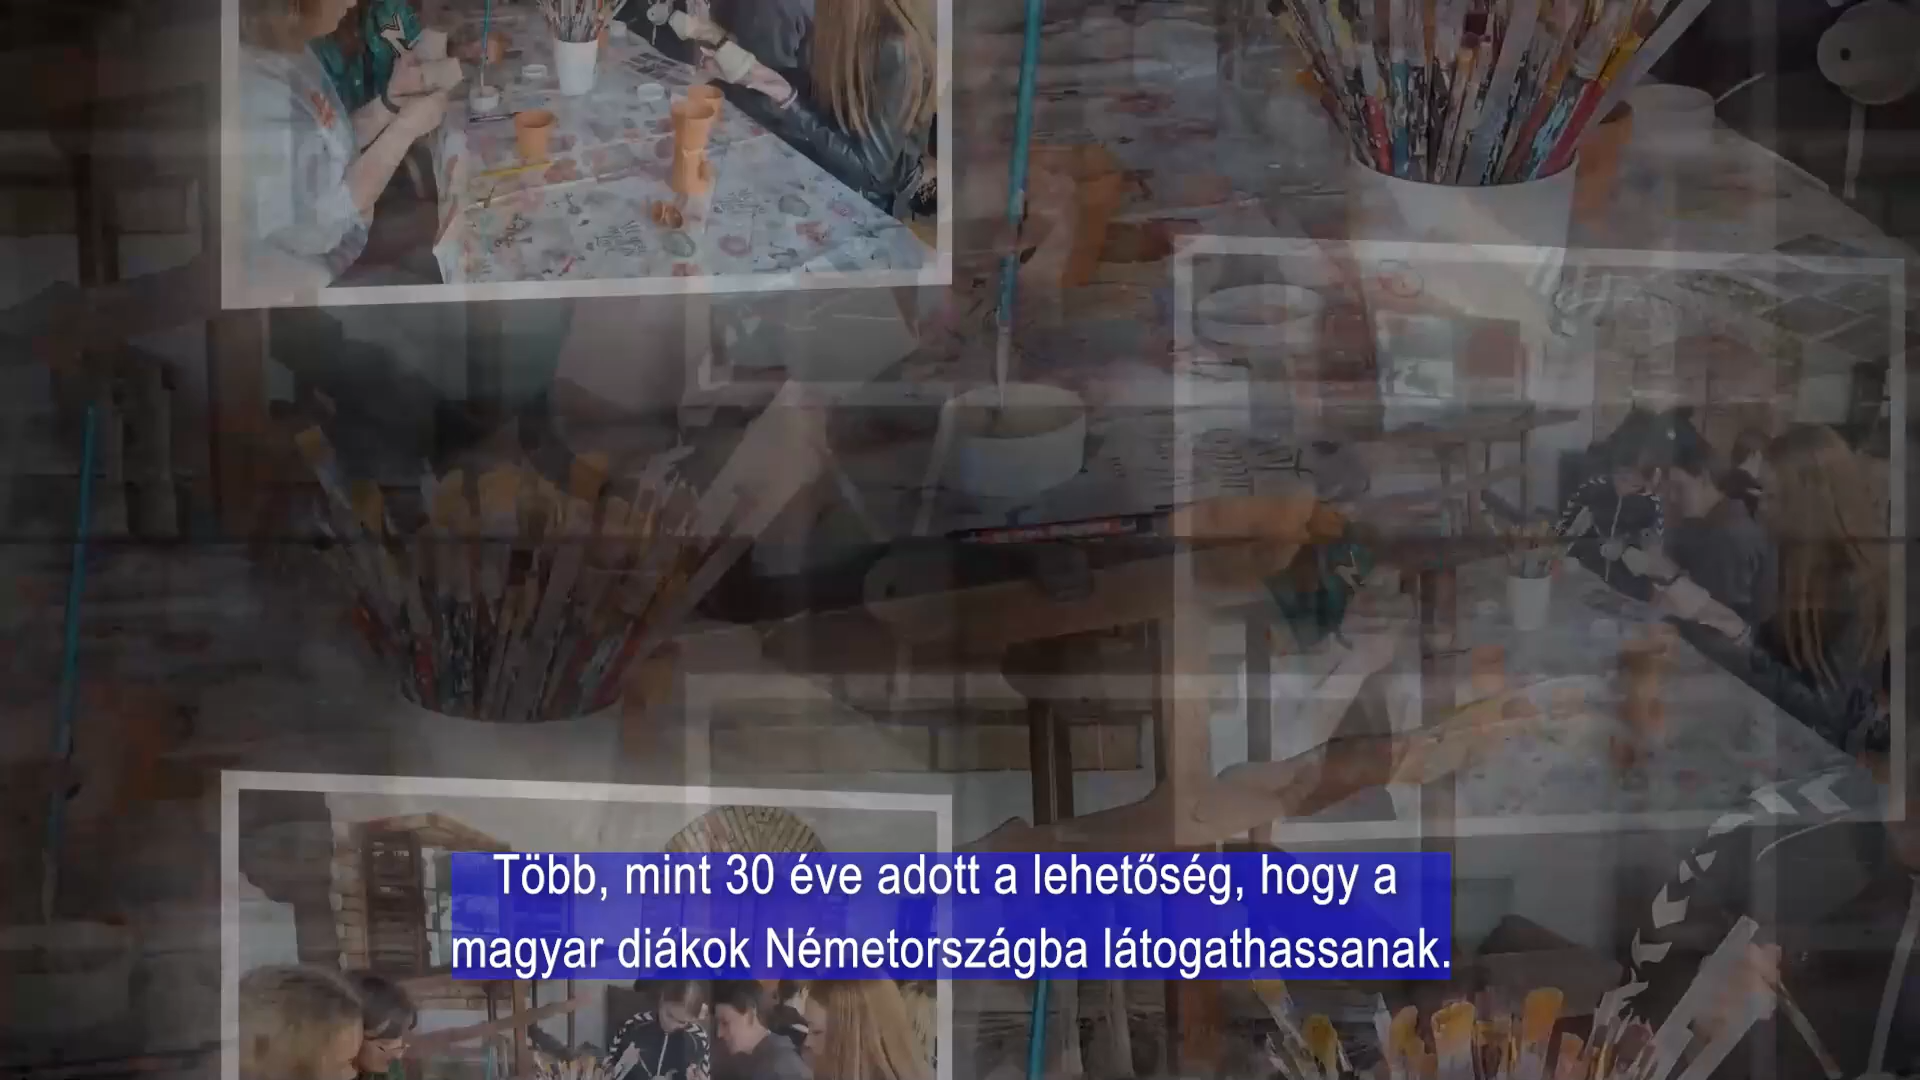 Több, mint 30 éve adott a lehetőség, hogy a
magyar diákok Németországba látogathassanak.